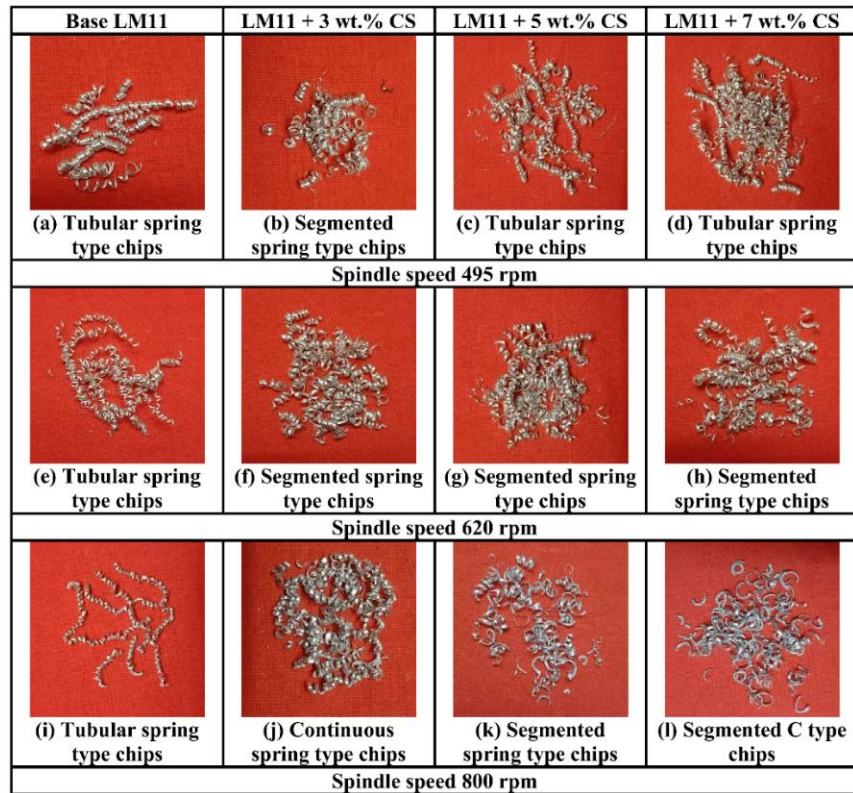 Base LM11
LM11 + 3 wt.% CS
LM11 + 5 wt.% CS
LM11 + 7 wt.% CS
(a) Tubular spring
type chips
(b) Segmented
spring type chips
(c) Tubular spring
type chips
(d) Tubular spring
type chips
Spindle speed 495 rpm
(e) Tubular spring
type chips
(f) Segmented spring
type chips
(g) Segmented spring
type chips
(h) Segmented
spring type chips
Spindle speed 620 rpm
(i) Tubular spring
type chips
(j) Continuous
spring type chips
(k) Segmented
spring type chips
(l) Segmented C type
chips
Spindle speed 800 rpm